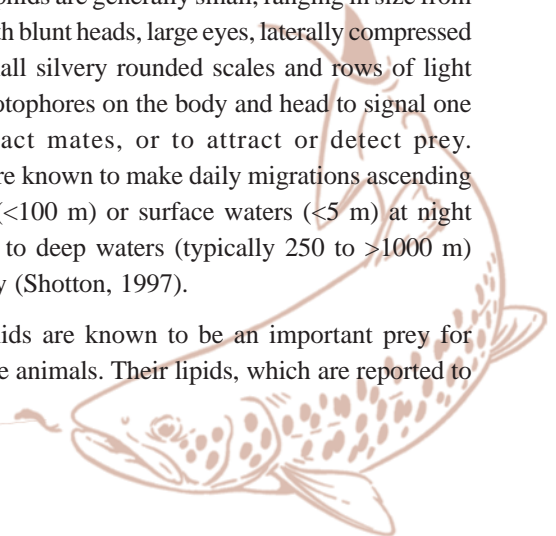 onids are generally small, ranging in size from
th blunt heads, large eyes, laterally compressed
all silvery rounded scales and rows of light
otophores on the body and head to signal one
act mates, or to attract or detect prey.
re known to make daily migrations ascending
(<100 m) or surface waters (<5 m) at night
to deep waters (typically 250 to >1000 m)
y (Shotton, 1997).
ids are known to be an important prey for
e animals. Their lipids, which are reported to